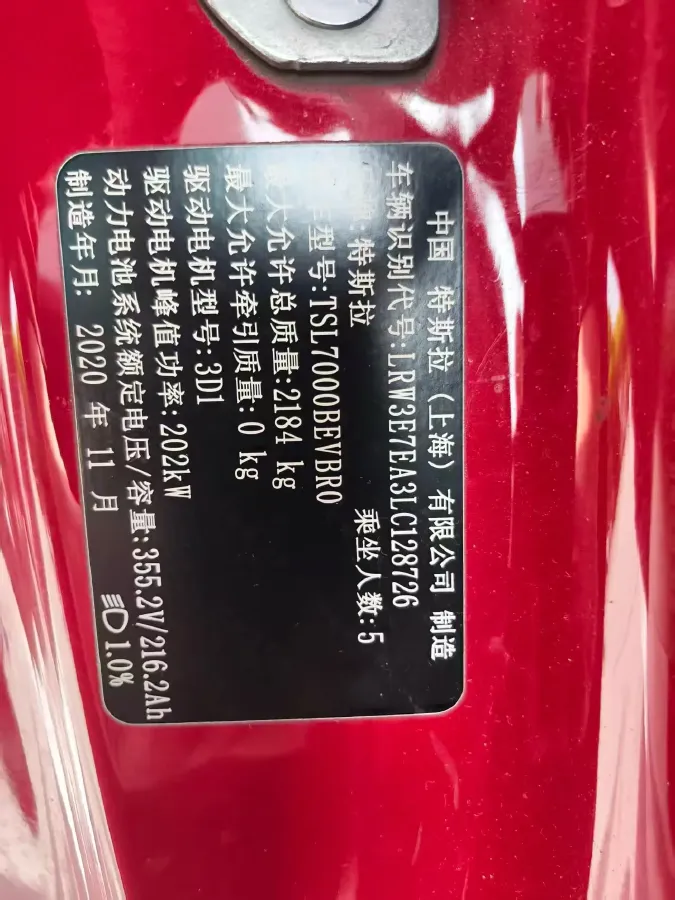 中国 特斯拉（上海）有限公司 制造
车辆识别代号:LRW3E7EA3LC128726
:特斯拉 乘坐人数:5
型号:TSL7000BEVBR0
大允许总质量:2184 kg
最大允许牵引质量:0 kg
驱动电机型号:3D1
驱动电机峰值功率:202kW
动力电池系统额定电压/容量:355.2V/216.2Ah
制造年月: 2020 年 11 月 1.0%